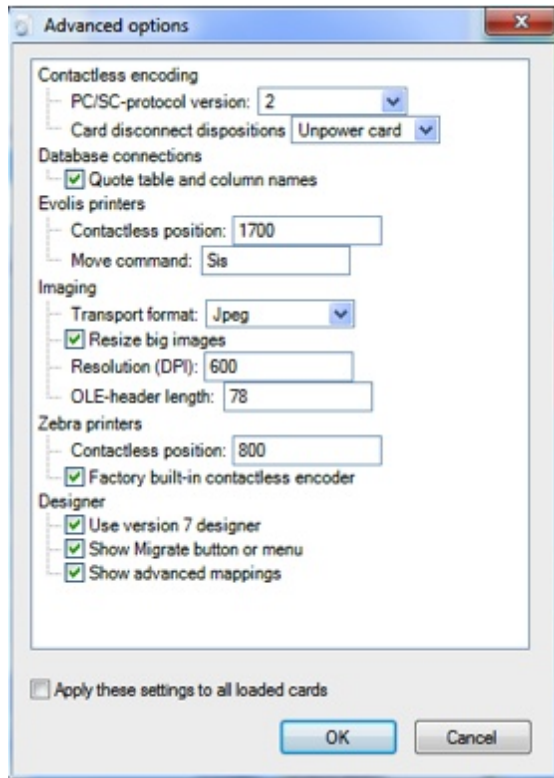 Advanced options
Contactless encoding
PC/SC-protocol version: 2
Card disconnect dispositions Unpower card
Database connections
Quote table and column names
Evolis printers
Contactless position: 1700
Move command: Sis
Imaging
Transport format: Jpeg
Resize big images
Resolution (DPI): 600
OLE-header length: 78
Zebra printers
Contactless position: 800
Factory built-in contactless encoder
Designer
Use version 7 designer
Show Migrate button or menu
Show advanced mappings
Apply these settings to all loaded cards
OK Cancel